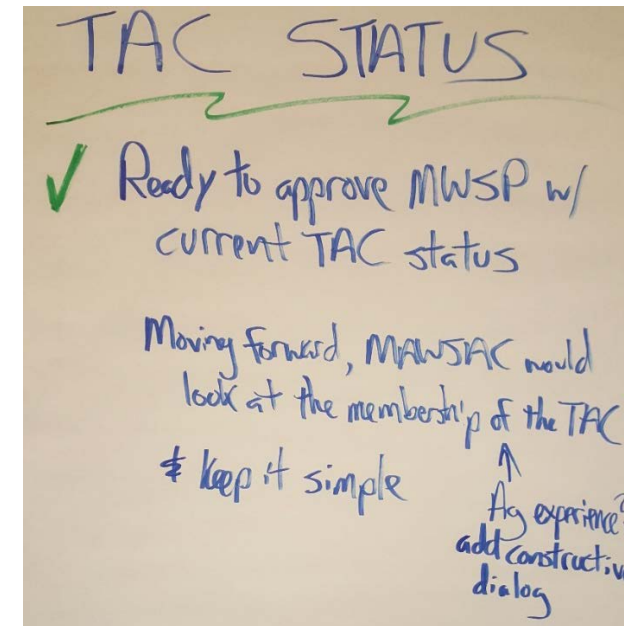 TAC STATUS
✓ Ready to approve MWSP w/
current TAC status
Moving forward, MAWSAC would
look at the membership of the TAC
& keep it simple
↑
Ag experience?
add constructiv
dialog